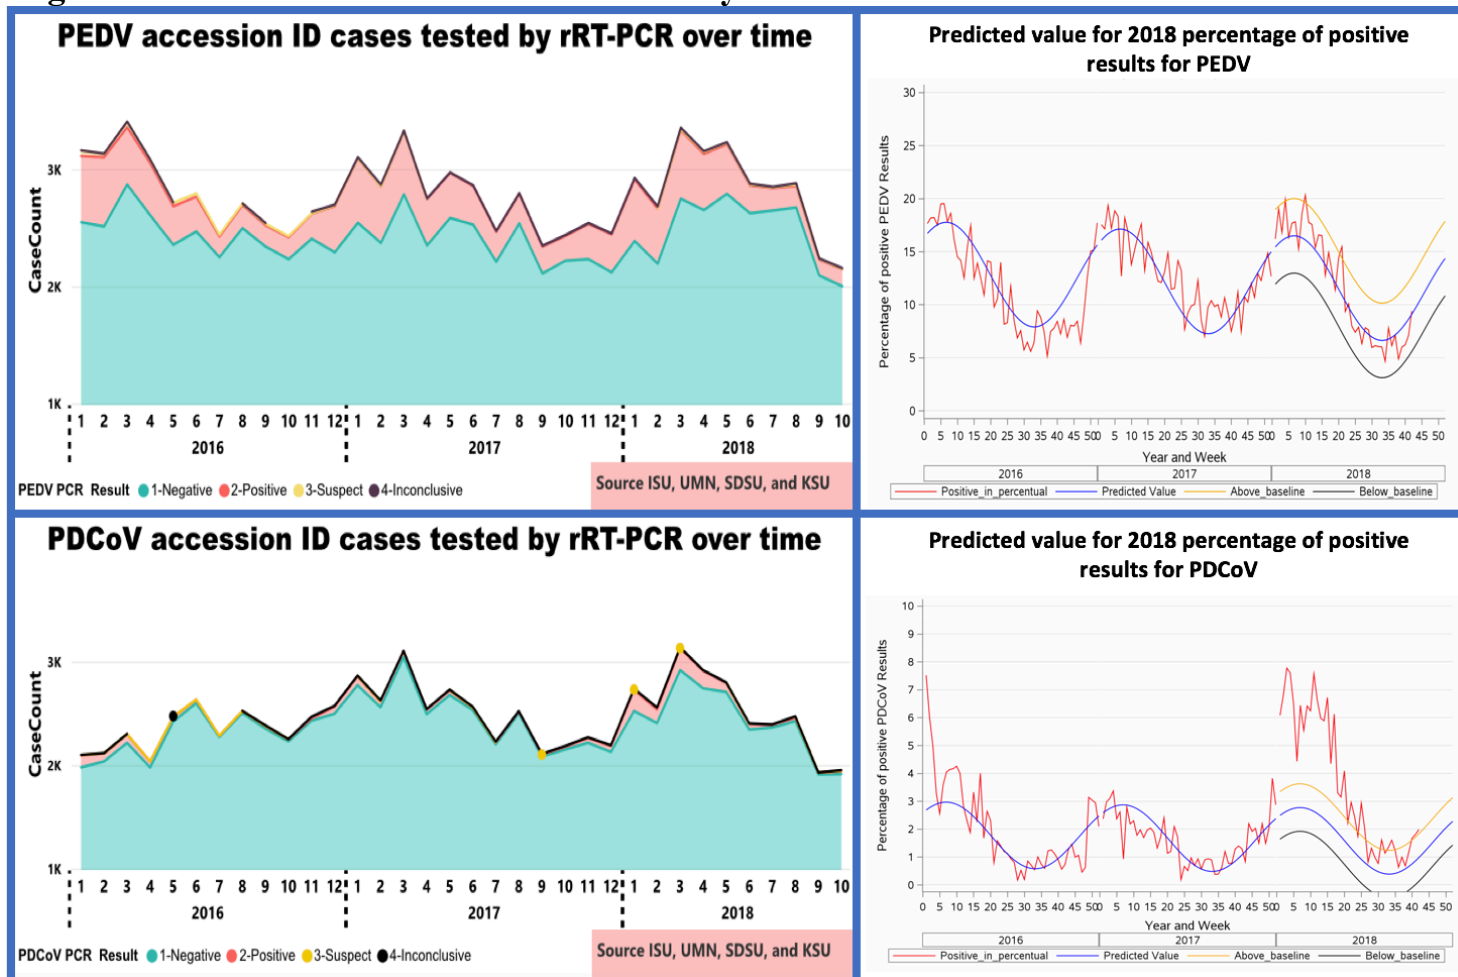 PEDV accession ID cases tested by rRT-PCR over time
CaseCount
3K
2K
1K
1 2 3 4 5 6 7 8 9 10 11 12 1 2 3 4 5 6 7 8 9 10 11 12 1 2 3 4 5 6 7 8 9 10
2016 2017 2018
PEDV PCR Result 1-Negative 2-Positive 3-Suspect 4-Inconclusive
Source ISU, UMN, SDSU, and KSU
Predicted value for 2018 percentage of positive
results for PEDV
Percentage of positive PEDV Results
30
25
20
15
10
5
0
0 5 10 15 20 25 30 35 40 45 500 5 10 15 20 25 30 35 40 45 500 5 10 15 20 25 30 35 40 45 50
Year and Week
2016 2017 2018
Positive_in_percentual Predicted Value Above_baseline Below_baseline
PDCoV accession ID cases tested by rRT-PCR over time
CaseCount
3K
2K
1K
1 2 3 4 5 6 7 8 9 10 11 12 1 2 3 4 5 6 7 8 9 10 11 12 1 2 3 4 5 6 7 8 9 10
2016 2017 2018
PDCoV PCR Result 1-Negative 2-Positive 3-Suspect 4-Inconclusive
Source ISU, UMN, SDSU, and KSU
Predicted value for 2018 percentage of positive
results for PDCoV
Percentage of positive PDCoV Results
10
9
8
7
6
5
4
3
2
1
0
0 5 10 15 20 25 30 35 40 45 500 5 10 15 20 25 30 35 40 45 500 5 10 15 20 25 30 35 40 45 50
Year and Week
2016 2017 2018
Positive_in_percentual Predicted Value Above_baseline Below_baseline